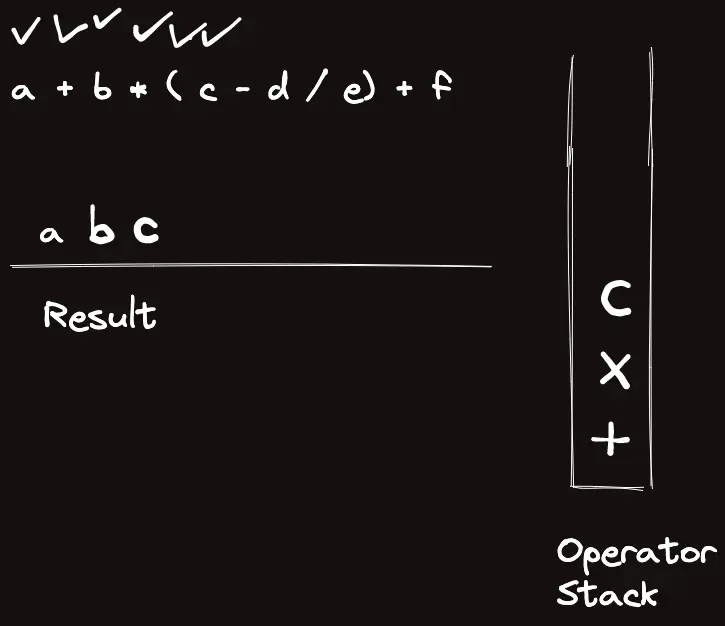 ✓ ✓ ✓ ✓ ✓ ✓
a + b * ( c - d / e ) + f
a b c
Result
C
X
+
Operator
Stack